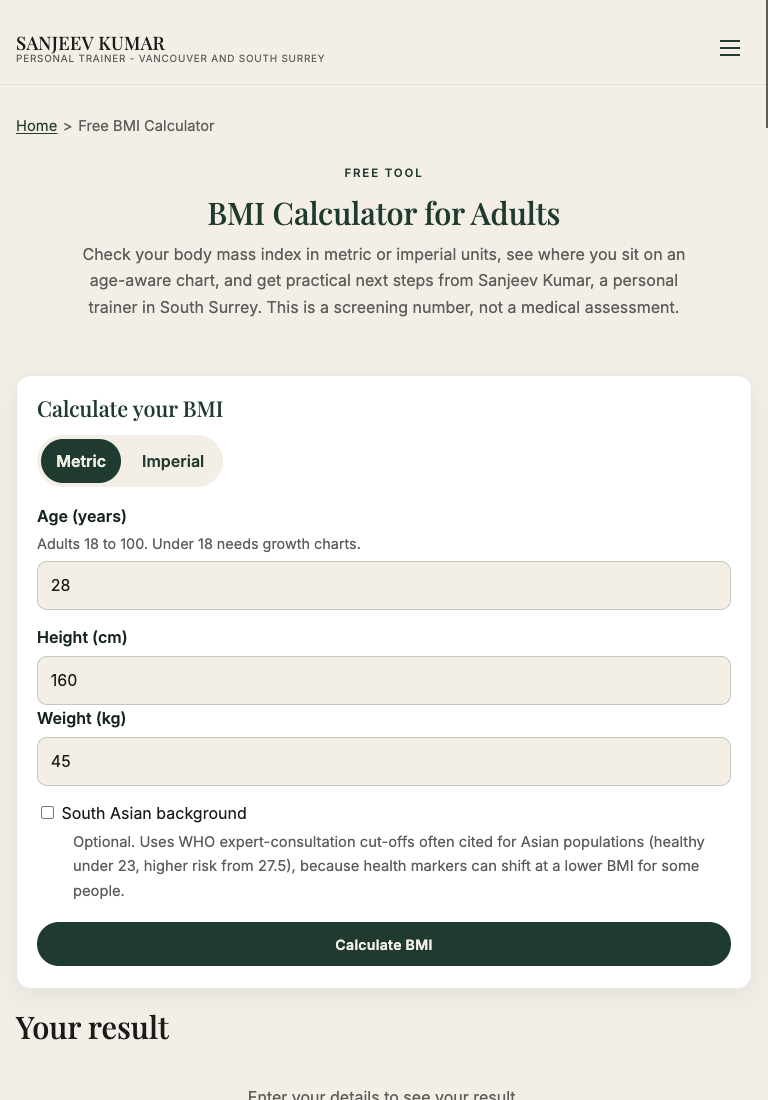 SANJEEV KUMAR
PERSONAL TRAINER - VANCOUVER AND SOUTH SURREY
Home > Free BMI Calculator
FREE TOOL
BMI Calculator for Adults
Check your body mass index in metric or imperial units, see where you sit on an
age-aware chart, and get practical next steps from Sanjeev Kumar, a personal
trainer in South Surrey. This is a screening number, not a medical assessment.
Calculate your BMI
Metric Imperial
Age (years)
Adults 18 to 100. Under 18 needs growth charts.
28
Height (cm)
160
Weight (kg)
45
South Asian background
Optional. Uses WHO expert-consultation cut-offs often cited for Asian populations (healthy
under 23, higher risk from 27.5), because health markers can shift at a lower BMI for some
people.
Calculate BMI
Your result
Enter your details to see your result.